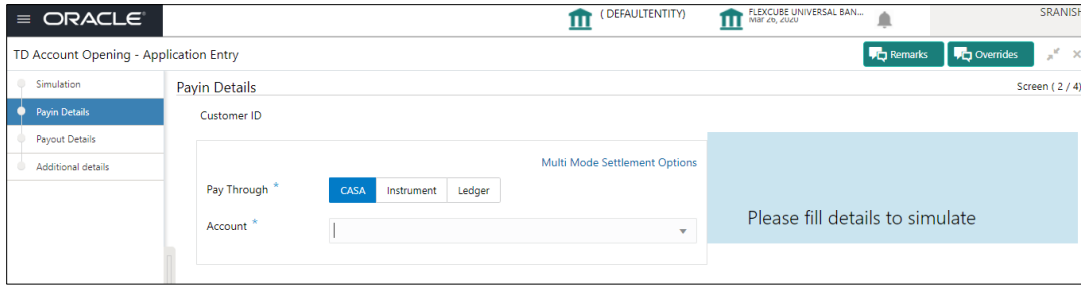 ORACLE
( DEFAULTENTITY)
FLEXCUBE UNIVERSAL BAN...
Mar 26, 2020
SRANISH
TD Account Opening - Application Entry
Remarks
Overrides
Simulation
Payin Details
Payout Details
Additional details
Payin Details
Screen ( 2 / 4)
Customer ID
Multi Mode Settlement Options
Pay Through *
CASA Instrument Ledger
Account *
Please fill details to simulate